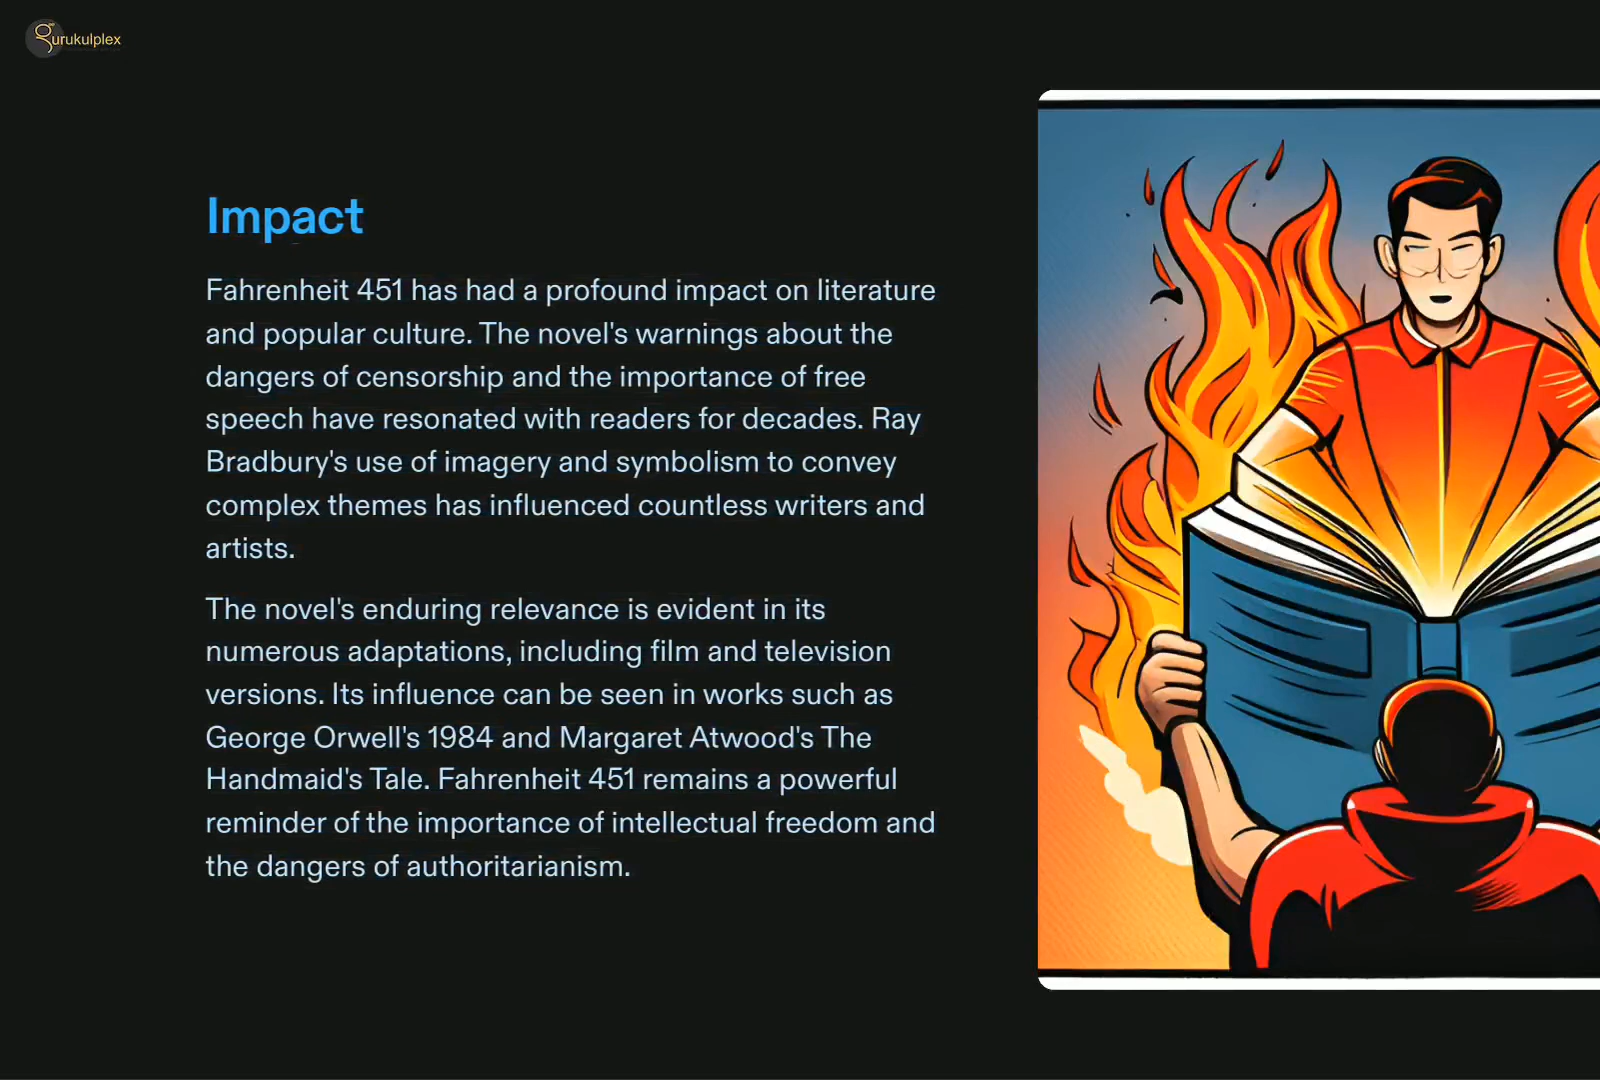 gurukulplex
Impact
Fahrenheit 451 has had a profound impact on literature
and popular culture. The novel's warnings about the
dangers of censorship and the importance of free
speech have resonated with readers for decades. Ray
Bradbury's use of imagery and symbolism to convey
complex themes has influenced countless writers and
artists.
The novel's enduring relevance is evident in its
numerous adaptations, including film and television
versions. Its influence can be seen in works such as
George Orwell's 1984 and Margaret Atwood's The
Handmaid's Tale. Fahrenheit 451 remains a powerful
reminder of the importance of intellectual freedom and
the dangers of authoritarianism.